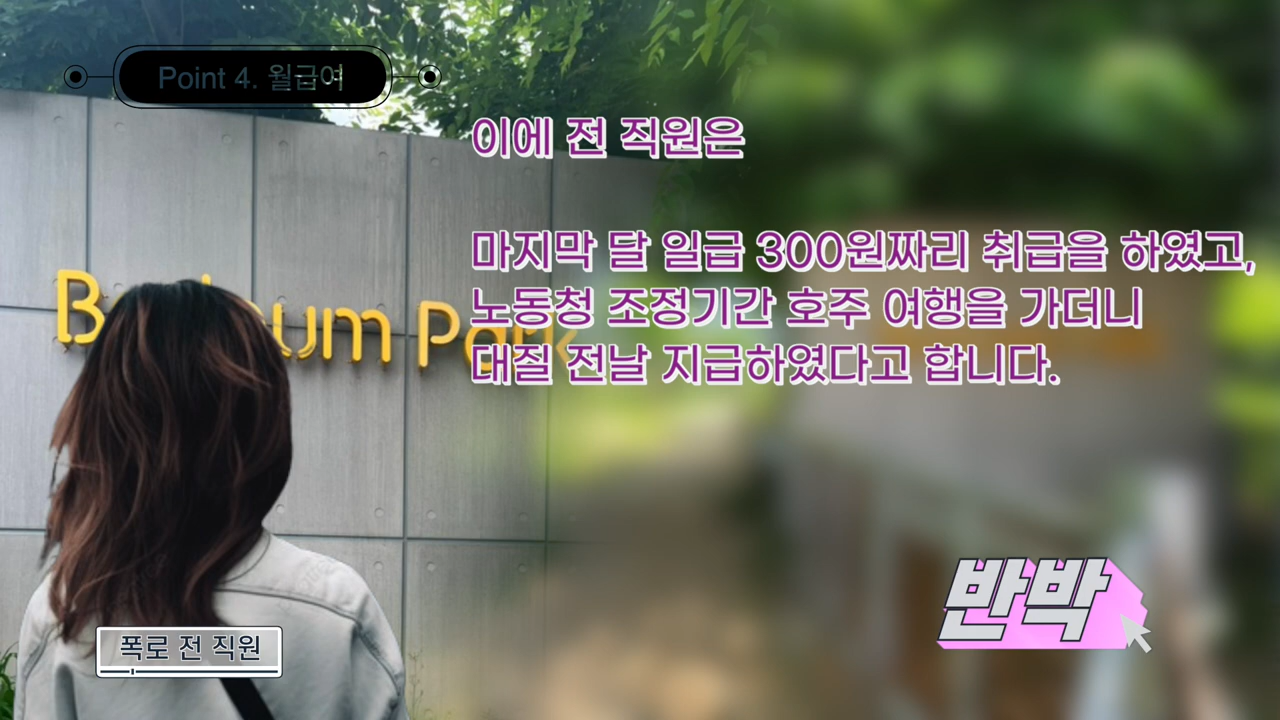 Point 4. 월급여
이에 전 직원은
마지막 달 일급 300원짜리 취급을 하였고,
노동청 조정기간 호주 여행을 가더니
대질 전날 지급하였다고 합니다.
반박
폭로 전 직원